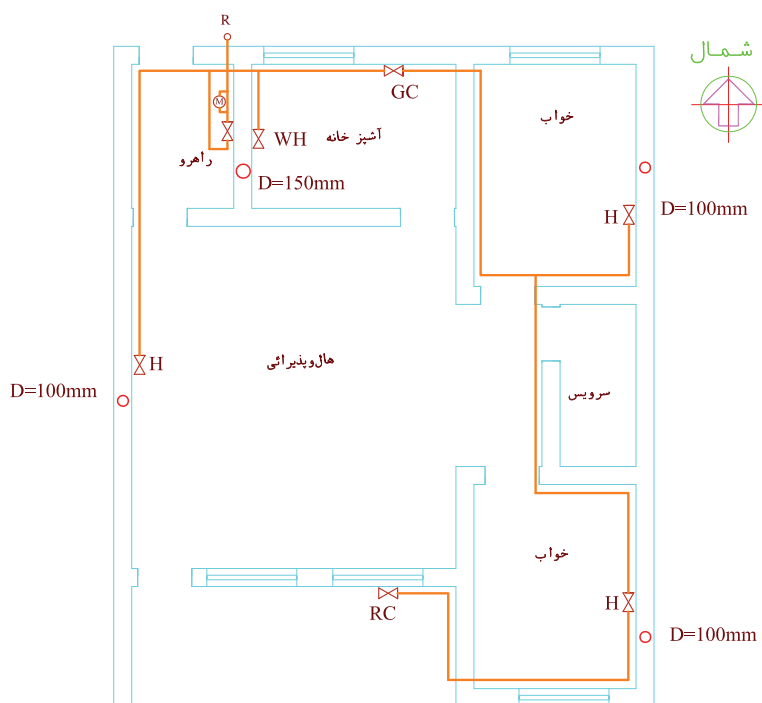 R
شمال
GC
M
WH
آشپز خانه
خواب
راهرو
D=150mm
H
D=100mm
هال‌وپذیرائی
H
D=100mm
سرویس
خواب
RC
H
D=100mm